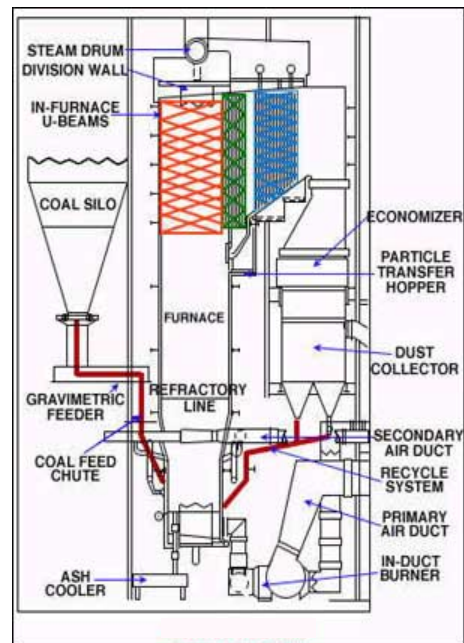 STEAM DRUM
DIVISION WALL
IN-FURNACE
U-BEAMS
COAL SILO
ECONOMIZER
PARTICLE
TRANSFER
HOPPER
FURNACE
DUST
COLLECTOR
REFRACTORY
LINE
GRAVIMETRIC
FEEDER
SECONDARY
AIR DUCT
COAL FEED
CHUTE
RECYCLE
SYSTEM
PRIMARY
AIR DUCT
IN-DUCT
BURNER
ASH
COOLER